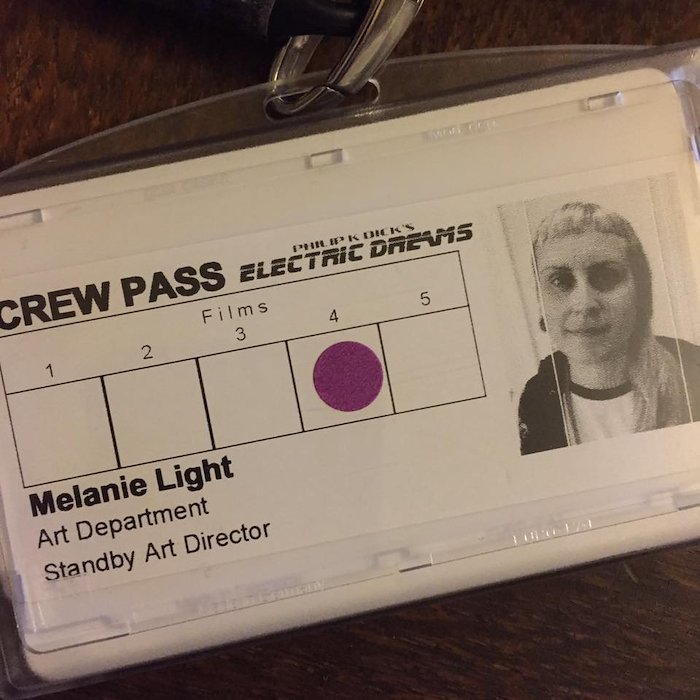 CREW PASS
PHILIP K DICK'S
ELECTRIC DREAMS
Films
1 2 3 4 5
Melanie Light
Art Department
Standby Art Director